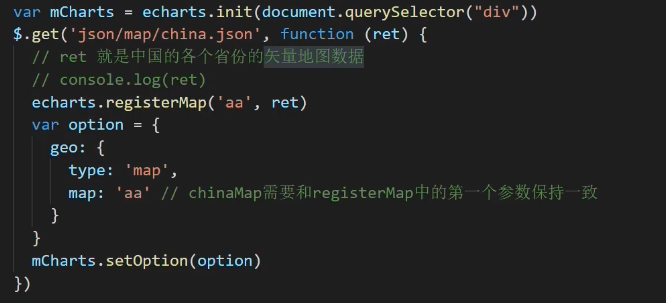 var mCharts = echarts.init(document.querySelector("div"))
$.get('json/map/china.json', function (ret) {
  // ret 就是中国的各个省份的矢量地图数据
  // console.log(ret)
  echarts.registerMap('aa', ret)
  var option = {
    geo: {
      type: 'map',
      map: 'aa' // chinaMap需要和registerMap中的第一个参数保持一致
    }
  }
  mCharts.setOption(option)
})